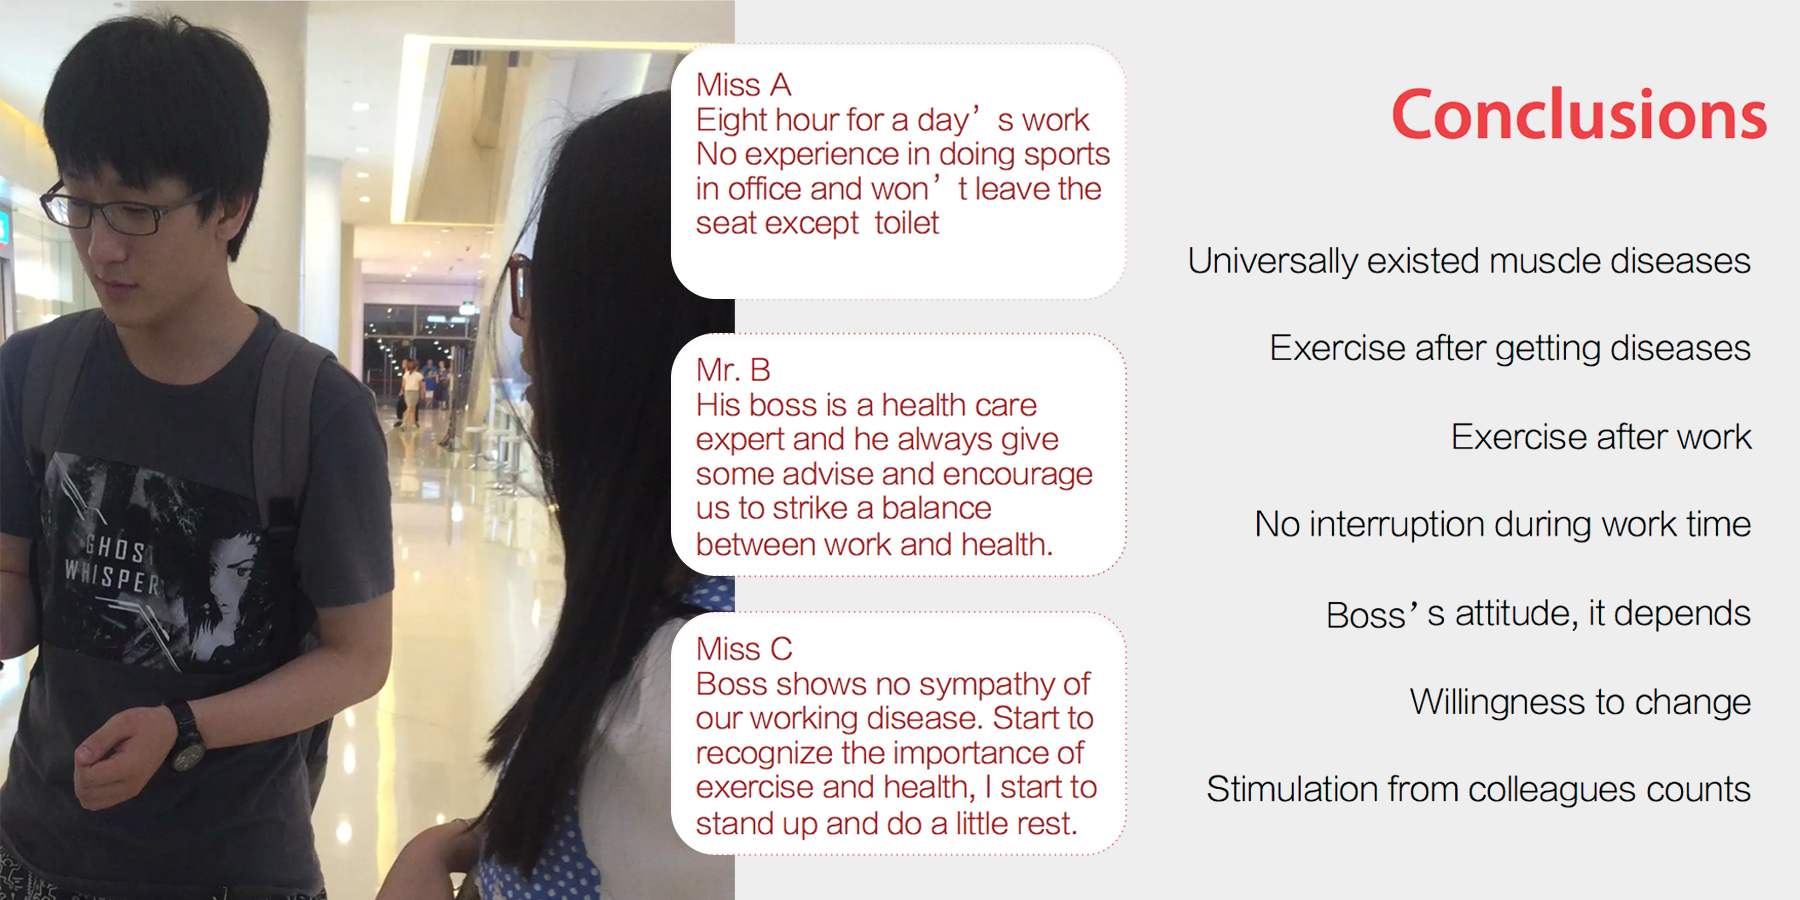 Miss A
Eight hour for a day’ s work
No experience in doing sports
in office and won’ t leave the
seat except toilet
Mr. B
His boss is a health care
expert and he always give
some advise and encourage
us to strike a balance
between work and health.
Miss C
Boss shows no sympathy of
our working disease. Start to
recognize the importance of
exercise and health, I start to
stand up and do a little rest.
Conclusions
Universally existed muscle diseases
Exercise after getting diseases
Exercise after work
No interruption during work time
Boss’ s attitude, it depends
Willingness to change
Stimulation from colleagues counts
GHOST
WHISPER